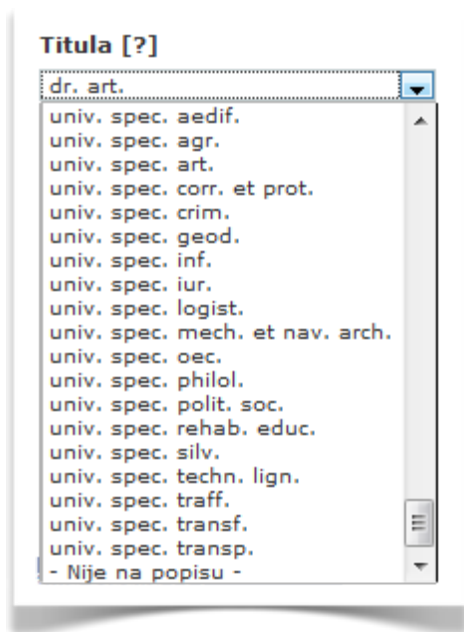 Titula [?]
dr. art.
univ. spec. aedif.
univ. spec. agr.
univ. spec. art.
univ. spec. corr. et prot.
univ. spec. crim.
univ. spec. geod.
univ. spec. inf.
univ. spec. iur.
univ. spec. logist.
univ. spec. mech. et nav. arch.
univ. spec. oec.
univ. spec. philol.
univ. spec. polit. soc.
univ. spec. rehab. educ.
univ. spec. silv.
univ. spec. techn. lign.
univ. spec. traff.
univ. spec. transf.
univ. spec. transp.
- Nije na popisu -